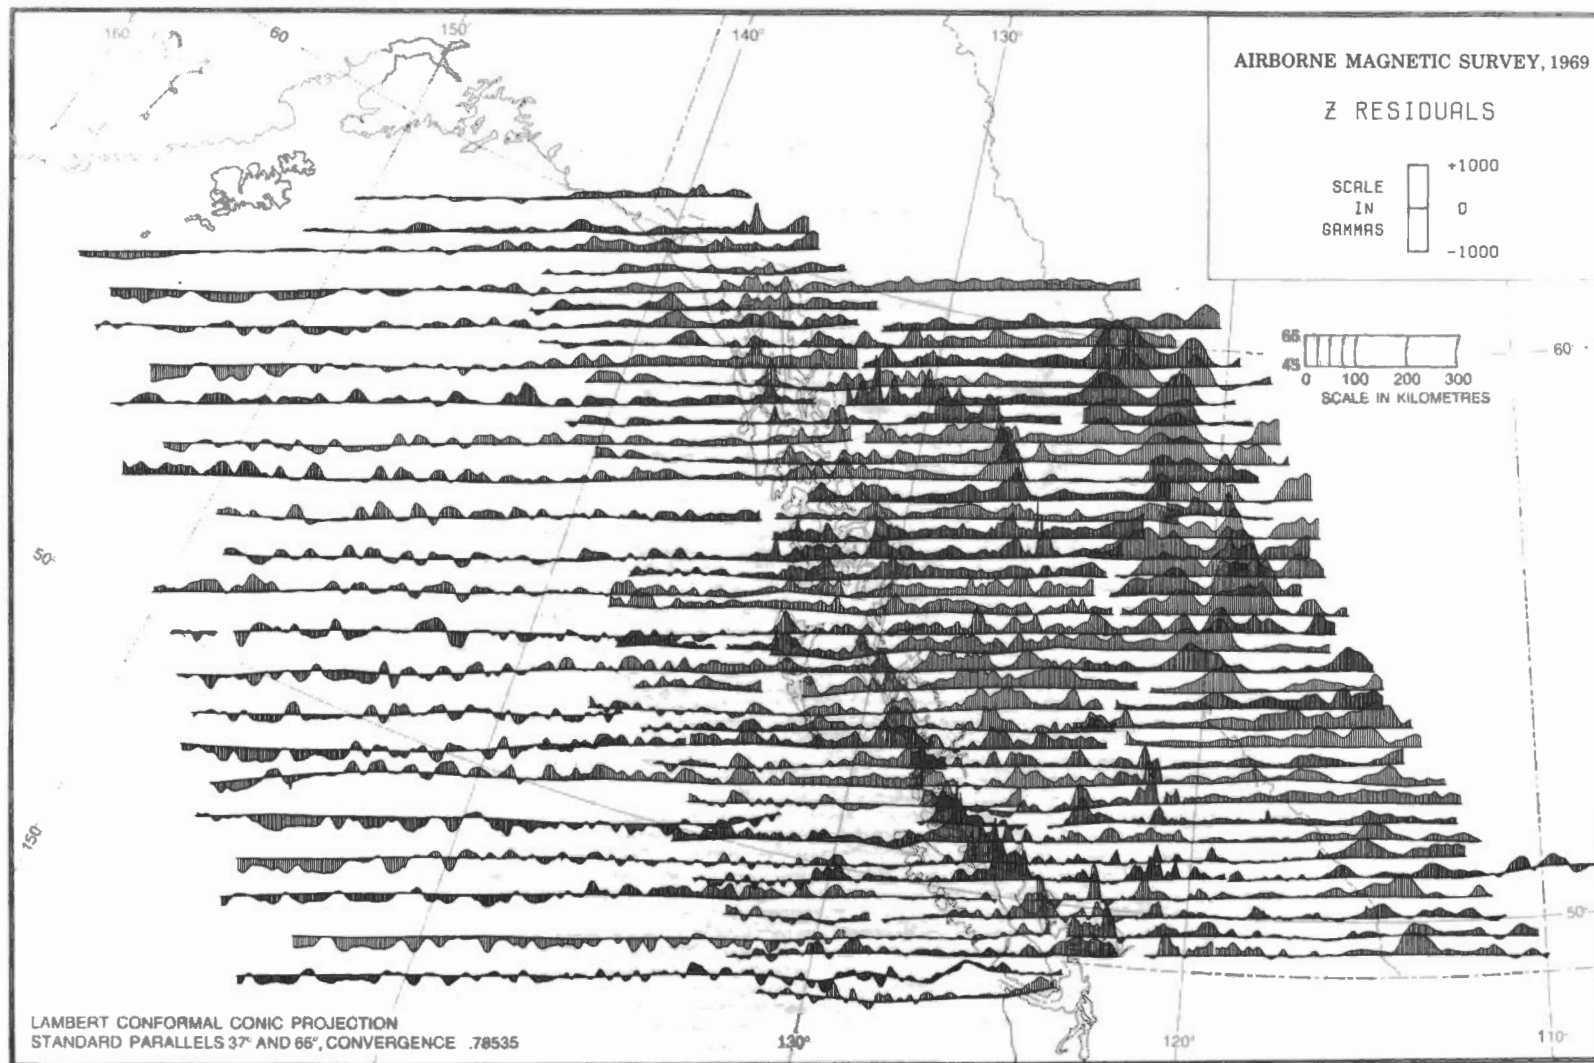 160
60
150
140°
130°
AIRBORNE MAGNETIC SURVEY, 1969
Z RESIDUALS
SCALE IN GAMMAS
+1000
0
-1000
66
45
0 100 200 300
SCALE IN KILOMETRES
60°
50°
150°
50°
LAMBERT CONFORMAL CONIC PROJECTION
STANDARD PARALLELS 37° AND 65°, CONVERGENCE .78535
130°
120°
110°